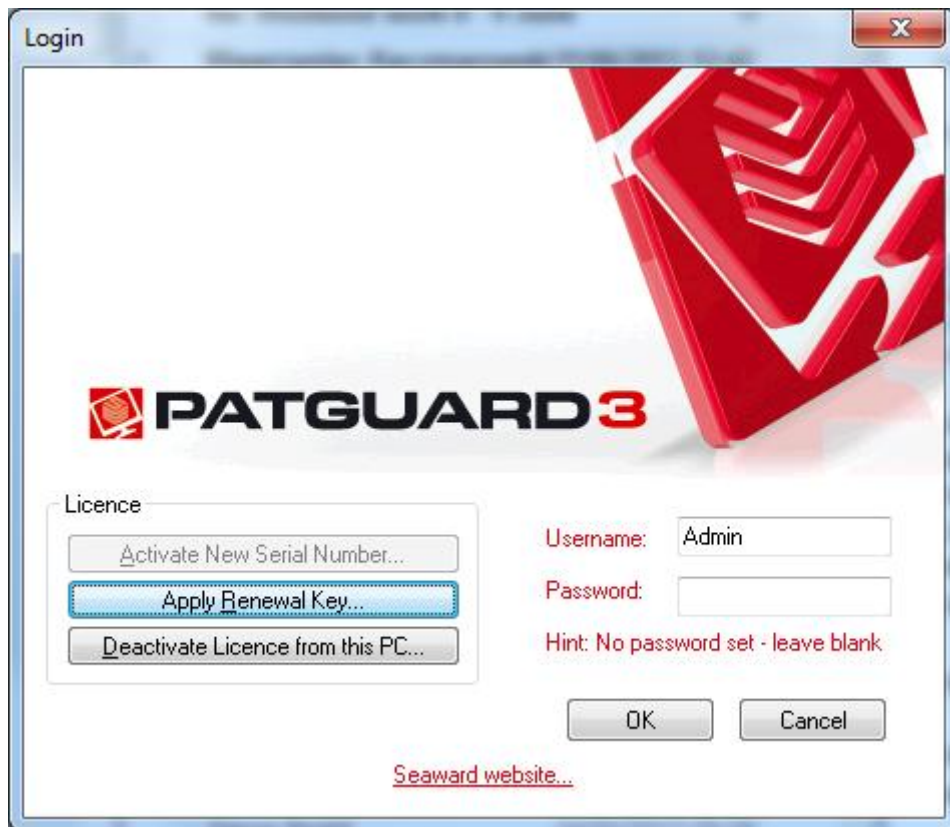 Login
PATGUARD3
Licence
Activate New Serial Number...
Apply Renewal Key...
Deactivate Licence from this PC...
Username: Admin
Password:
Hint: No password set - leave blank
OK Cancel
Seaward website...